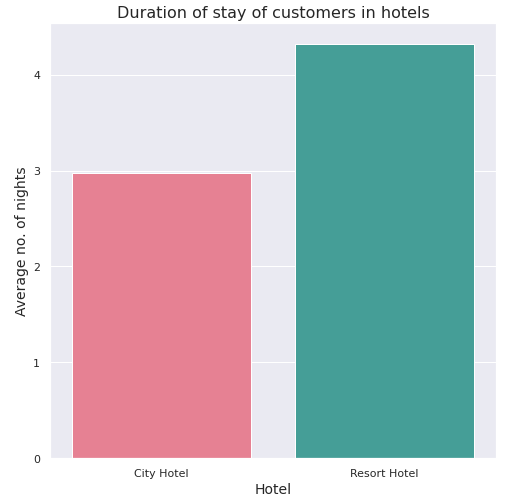 Duration of stay of customers in hotels
4
3
2
1
0
Average no. of nights
City Hotel
Resort Hotel
Hotel